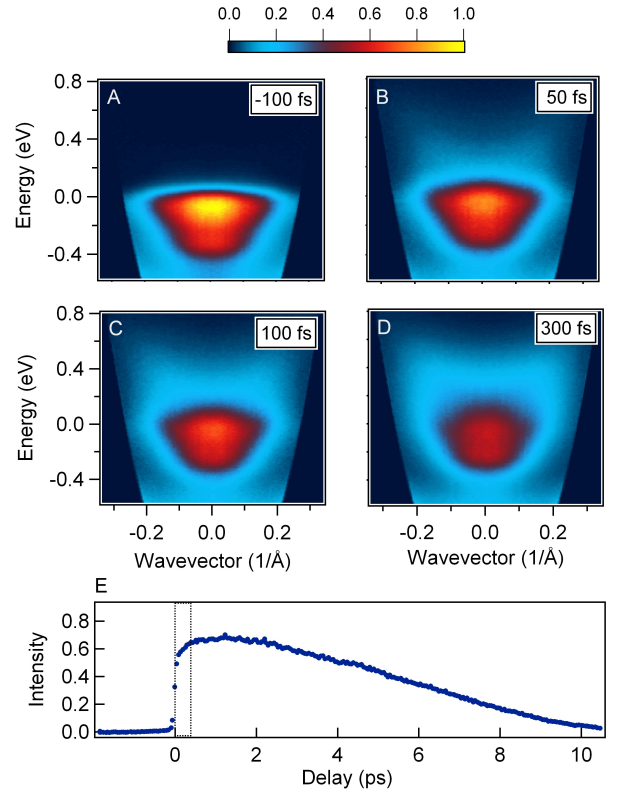 0.0 0.2 0.4 0.6 0.8 1.0
A
-100 fs
B
50 fs
0.8
0.4
0.0
-0.4
Energy (eV)
C
100 fs
D
300 fs
0.8
0.4
0.0
-0.4
Energy (eV)
-0.2 0.0 0.2
-0.2 0.0 0.2
Wavevector (1/Å)
Wavevector (1/Å)
E
0.8
0.6
0.4
0.2
0.0
Intensity
0 2 4 6 8 10
Delay (ps)